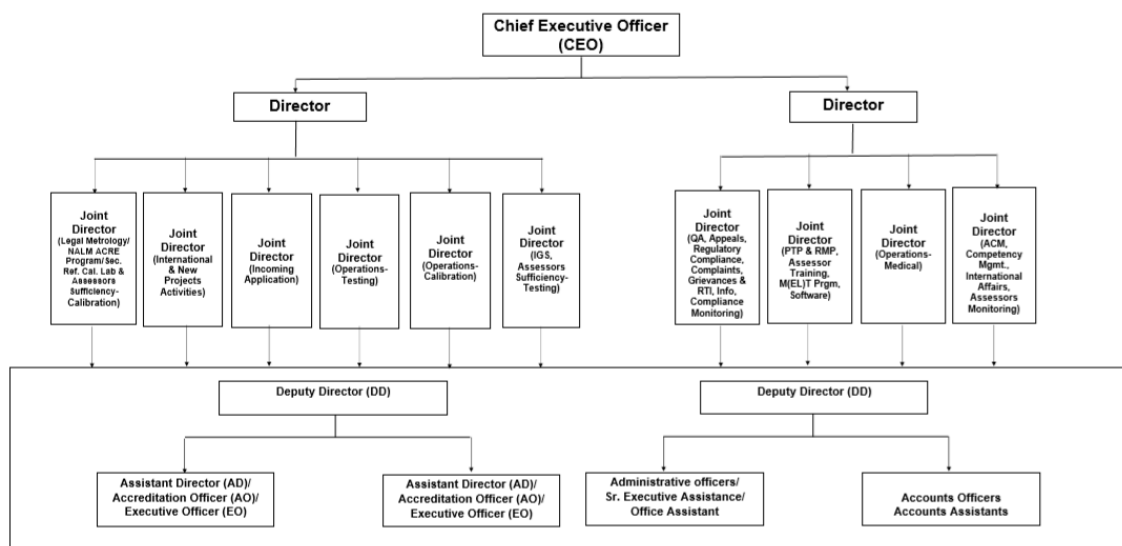 Chief Executive Officer
(CEO)
Director
Director
Joint
Director
(Legal Metrology/
NALM ACRE
Program/Sec.
Ref. Cal. Lab &
Assessors
Sufficiency-
Calibration)
Joint
Director
(International
& New
Projects
Activities)
Joint
Director
(Incoming
Application)
Joint
Director
(Operations-
Testing)
Joint
Director
(Operations-
Calibration)
Joint
Director
(IGS,
Assessors
Sufficiency-
Testing)
Joint
Director
(QA, Appeals,
Regulatory
Compliance,
Complaints,
Grievances &
RTI, Info,
Compliance
Monitoring)
Joint
Director
(PTP & RMP,
Assessor
Training,
M(EL)T Prgm,
Software)
Joint
Director
(Operations-
Medical)
Joint
Director
(ACM,
Competency
Mgmt.,
International
Affairs,
Assessors
Monitoring)
Deputy Director (DD)
Deputy Director (DD)
Assistant Director (AD)/
Accreditation Officer (AO)/
Executive Officer (EO)
Assistant Director (AD)/
Accreditation Officer (AO)/
Executive Officer (EO)
Administrative officers/
Sr. Executive Assistance/
Office Assistant
Accounts Officers
Accounts Assistants